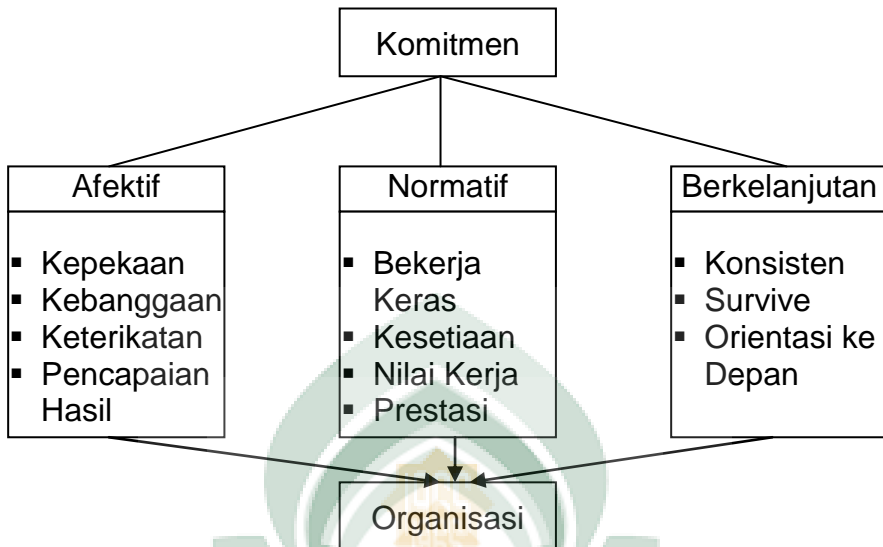 Komitmen
Afektif
▪ Kepekaan
▪ Kebanggaan
▪ Keterikatan
▪ Pencapaian
Hasil
Normatif
▪ Bekerja
Keras
▪ Kesetiaan
▪ Nilai Kerja
▪ Prestasi
Berkelanjutan
▪ Konsisten
▪ Survive
▪ Orientasi ke
Depan
Organisasi